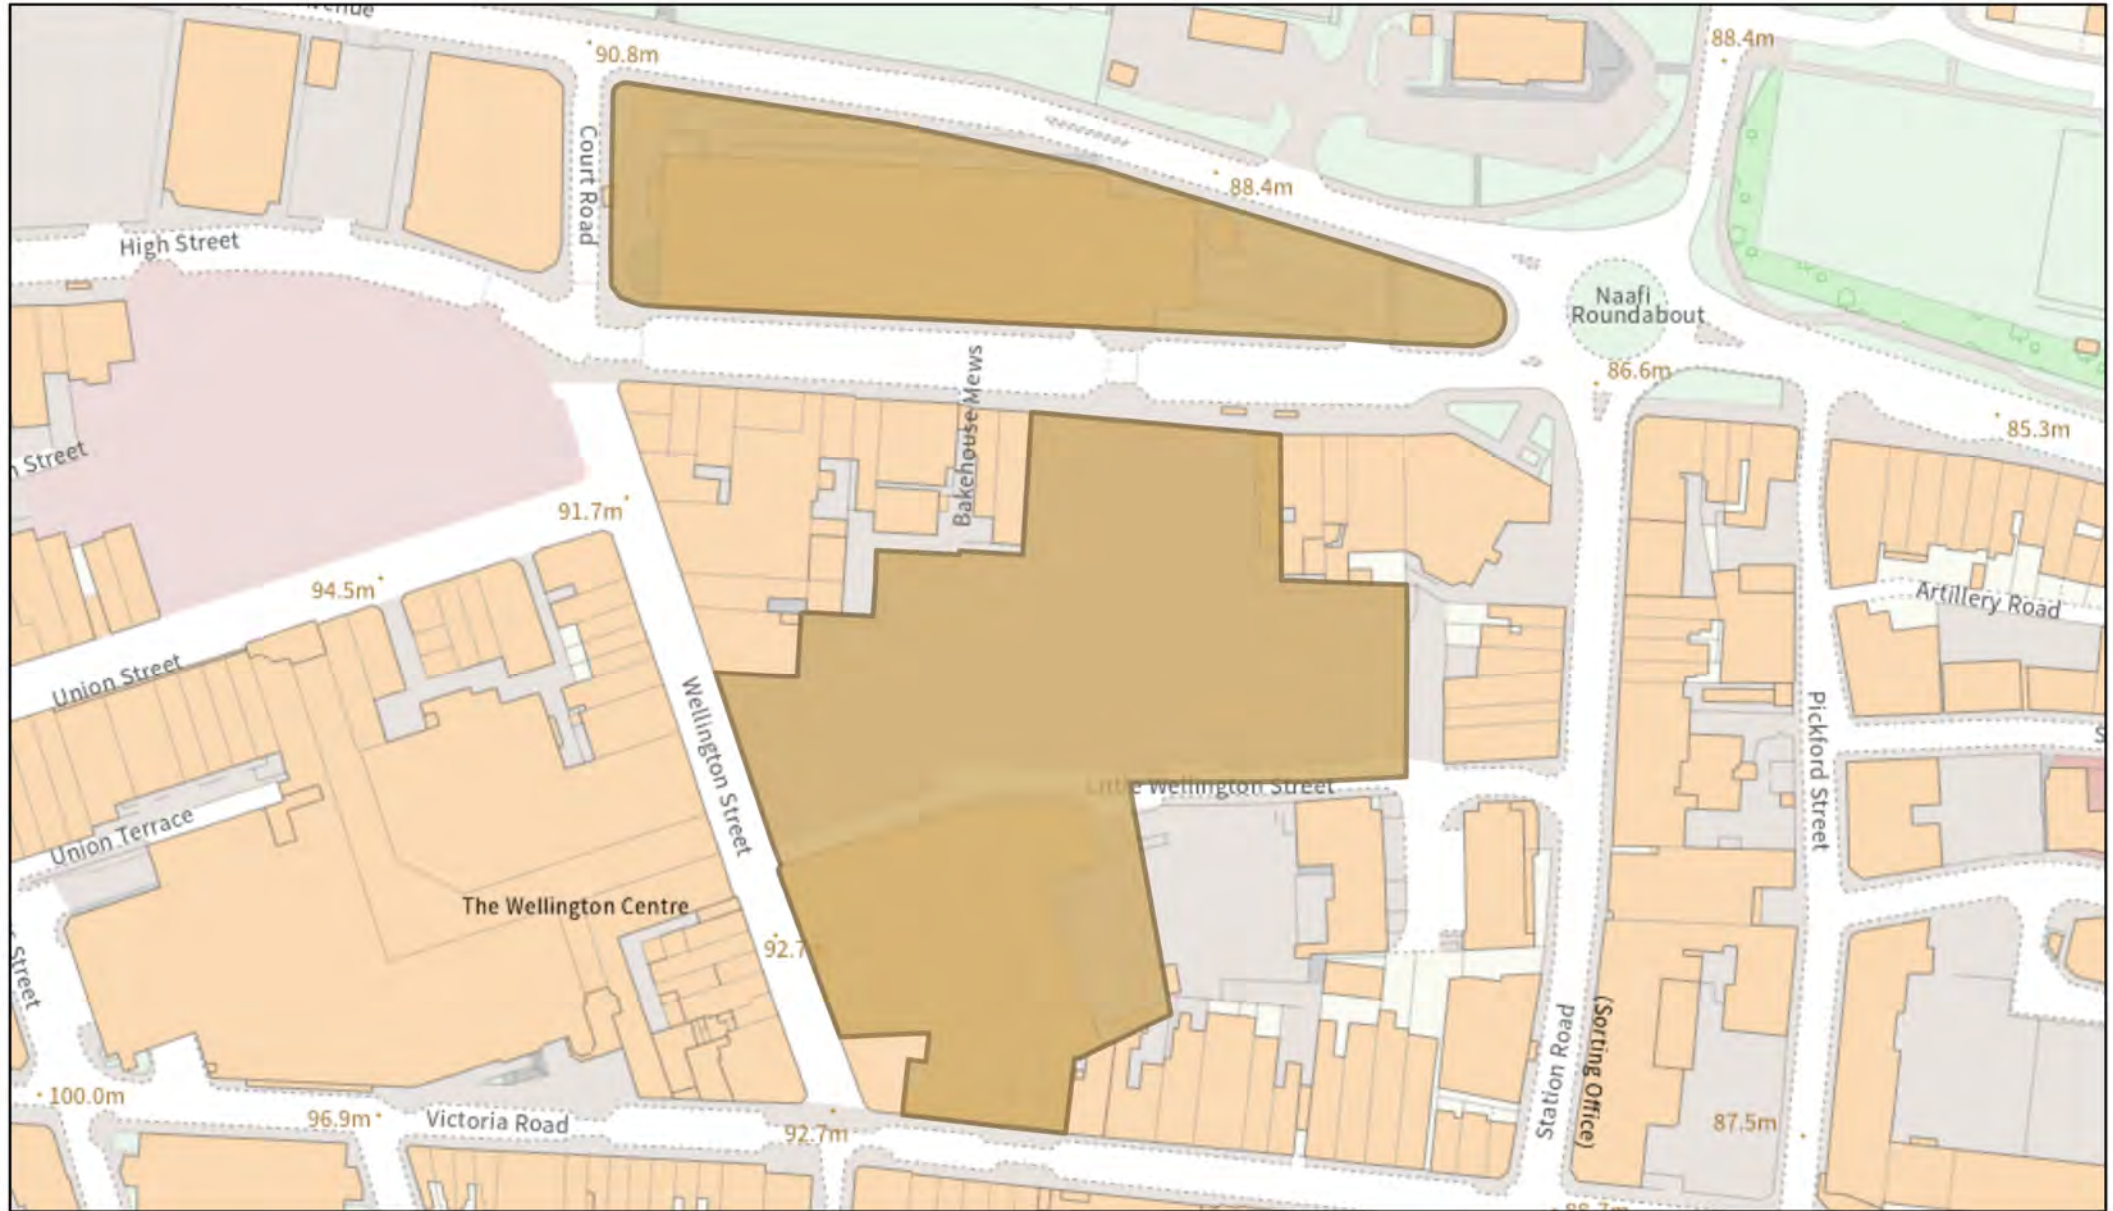 90.8m
88.4m
Court Road
88.4m
High Street
Naafi
Roundabout
86.6m
85.3m
Bakehouse Mews
Street
91.7m
94.5m
Artillery Road
Union Street
Wellington Street
Pickford Street
Little Wellington Street
Union Terrace
The Wellington Centre
92.7
Street
Station Road
(Sorting Office)
100.0m
96.9m
Victoria Road
92.7m
87.5m